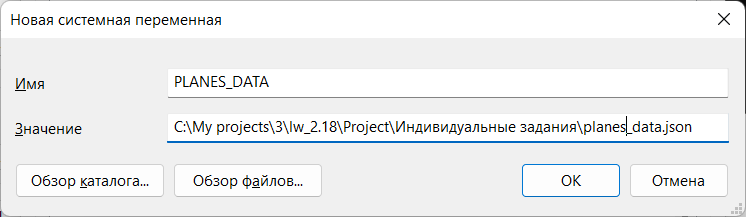 Новая системная переменная
Имя PLANES_DATA
Значение C:\My projects\3\lw_2.18\Project\Индивидуальные задания\planes_data.json
Обзор каталога... Обзор файлов... ОК Отмена